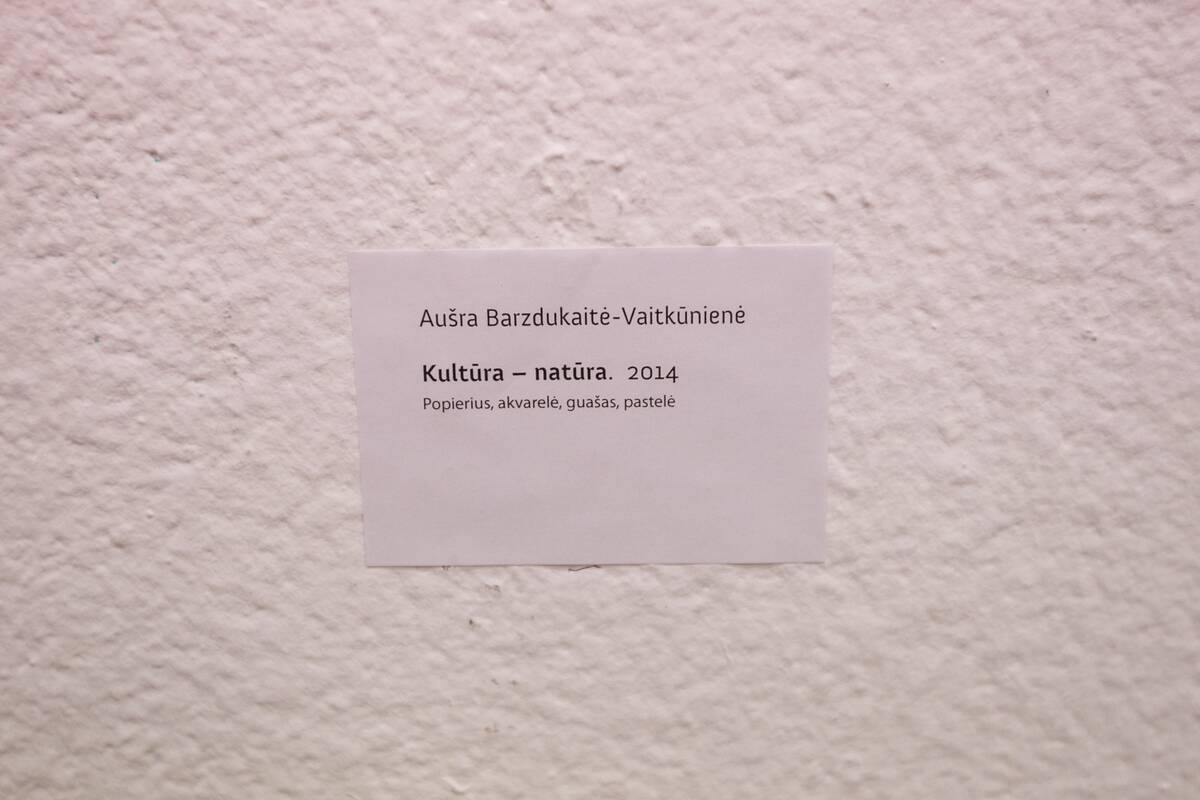 Aušra Barzdukaitė-Vaitkūnienė
Kultūra – natūra. 2014
Popierius, akvarelė, guašas, pastelė